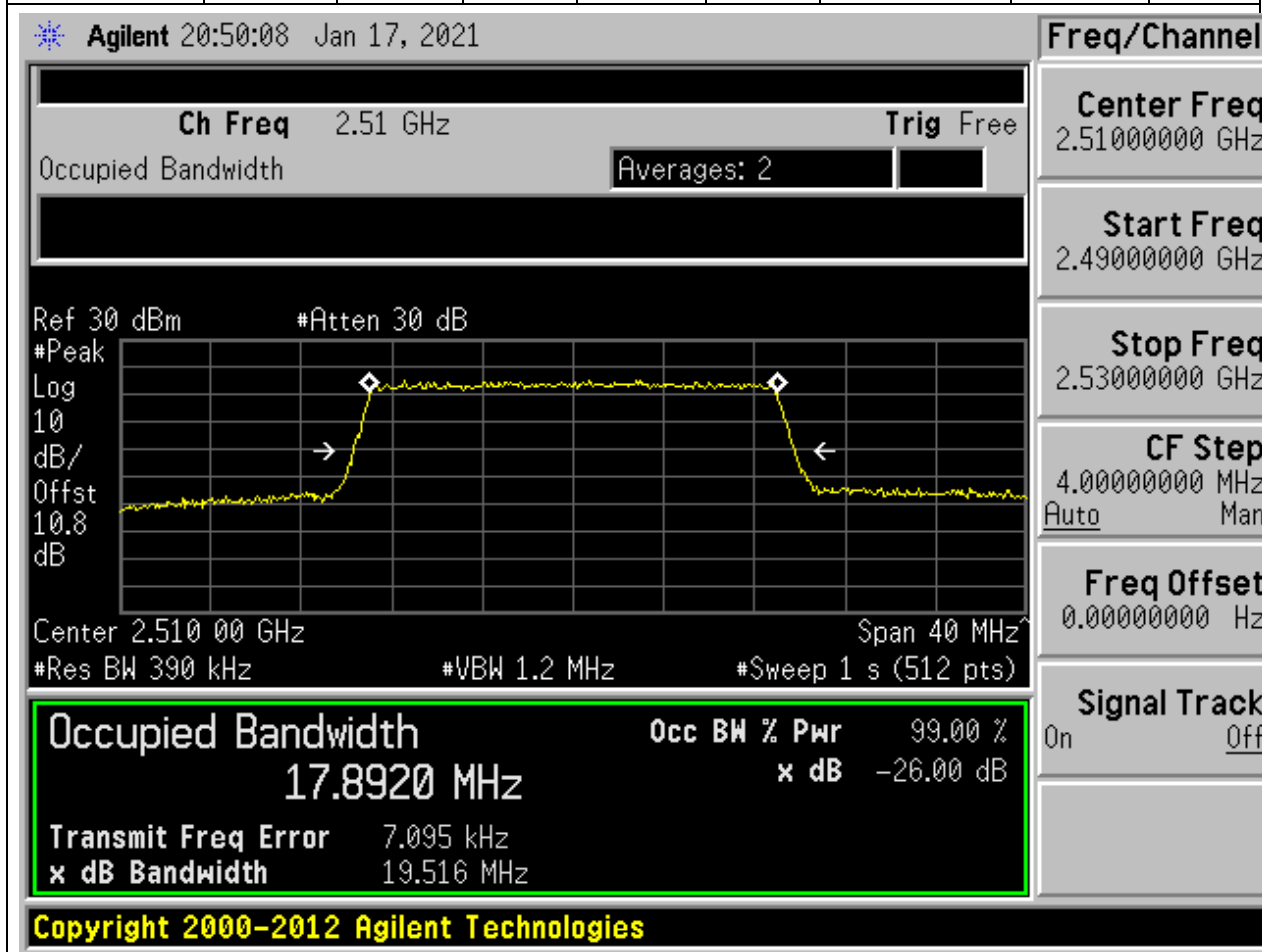 Agilent 20:50:08 Jan 17, 2021
Freq/Channel
Ch Freq 2.51 GHz Trig Free
Occupied Bandwidth Averages: 2
Ref 30 dBm #Atten 30 dB
#Peak
Log
10
dB/
Offst
10.8
dB
Center 2.510 00 GHz Span 40 MHz^
#Res BW 390 kHz #VBW 1.2 MHz #Sweep 1 s (512 pts)
Occupied Bandwidth Occ BW % Pwr 99.00 %
17.8920 MHz x dB -26.00 dB
Transmit Freq Error 7.095 kHz
x dB Bandwidth 19.516 MHz
Center Freq
2.51000000 GHz
Start Freq
2.49000000 GHz
Stop Freq
2.53000000 GHz
CF Step
4.00000000 MHz
Auto Man
Freq Offset
0.00000000 Hz
Signal Track
On Off
Copyright 2000-2012 Agilent Technologies